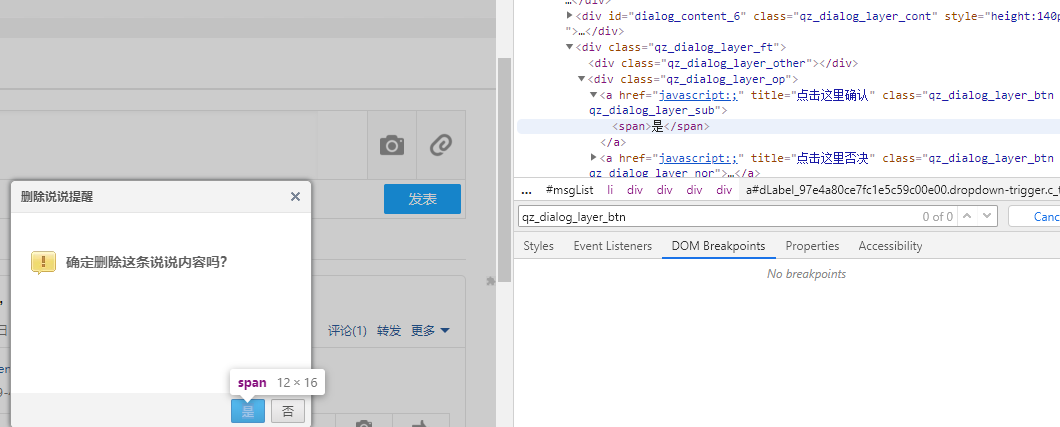 发表
删除说说提醒
确定删除这条说说内容吗?
日
评论(1) 转发 更多
span 12 × 16
是 否
…</div>
<div id="dialog_content_6" class="qz_dialog_layer_cont" style="height:140p
">…</div>
<div class="qz_dialog_layer_ft">
<div class="qz_dialog_layer_other"></div>
<div class="qz_dialog_layer_op">
<a href="javascript:;" title="点击这里确认" class="qz_dialog_layer_btn
qz_dialog_layer_sub">
<span>是</span>
</a>
<a href="javascript:;" title="点击这里否决" class="qz_dialog_layer_btn
qz_dialog_layer_nor">…</a>
... #msgList li div div div div a#dLabel_97e4a80ce7fc1e5c59c00e00.dropdown-trigger.c_t
qz_dialog_layer_btn 0 of 0 Canc
Styles Event Listeners DOM Breakpoints Properties Accessibility
No breakpoints